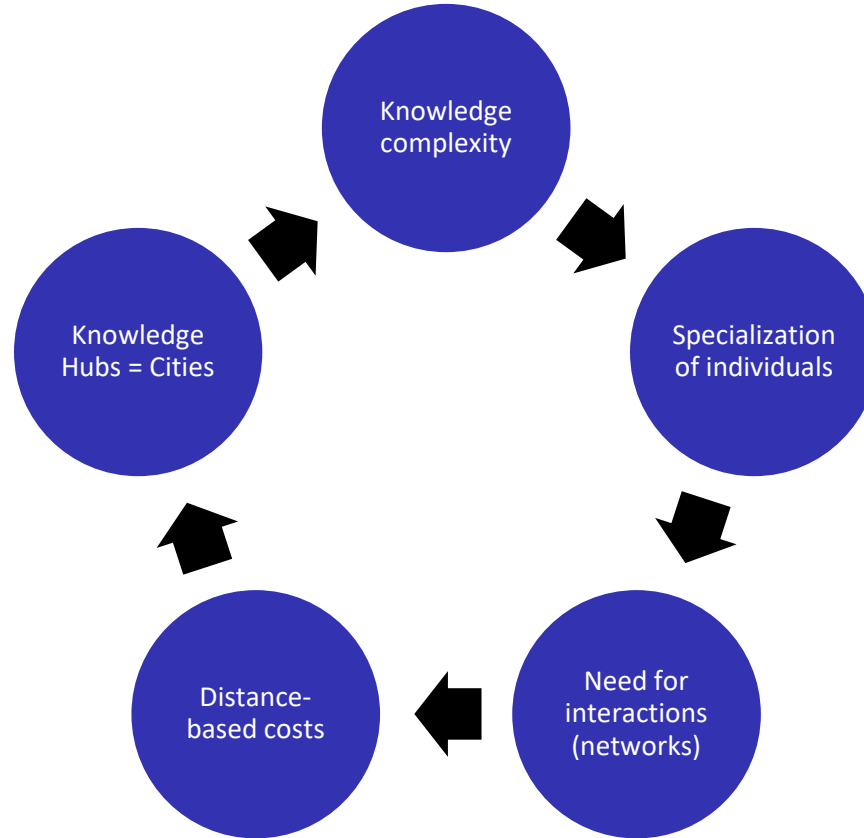 Knowledge
complexity
Specialization
of individuals
Need for
interactions
(networks)
Distance-
based costs
Knowledge
Hubs = Cities